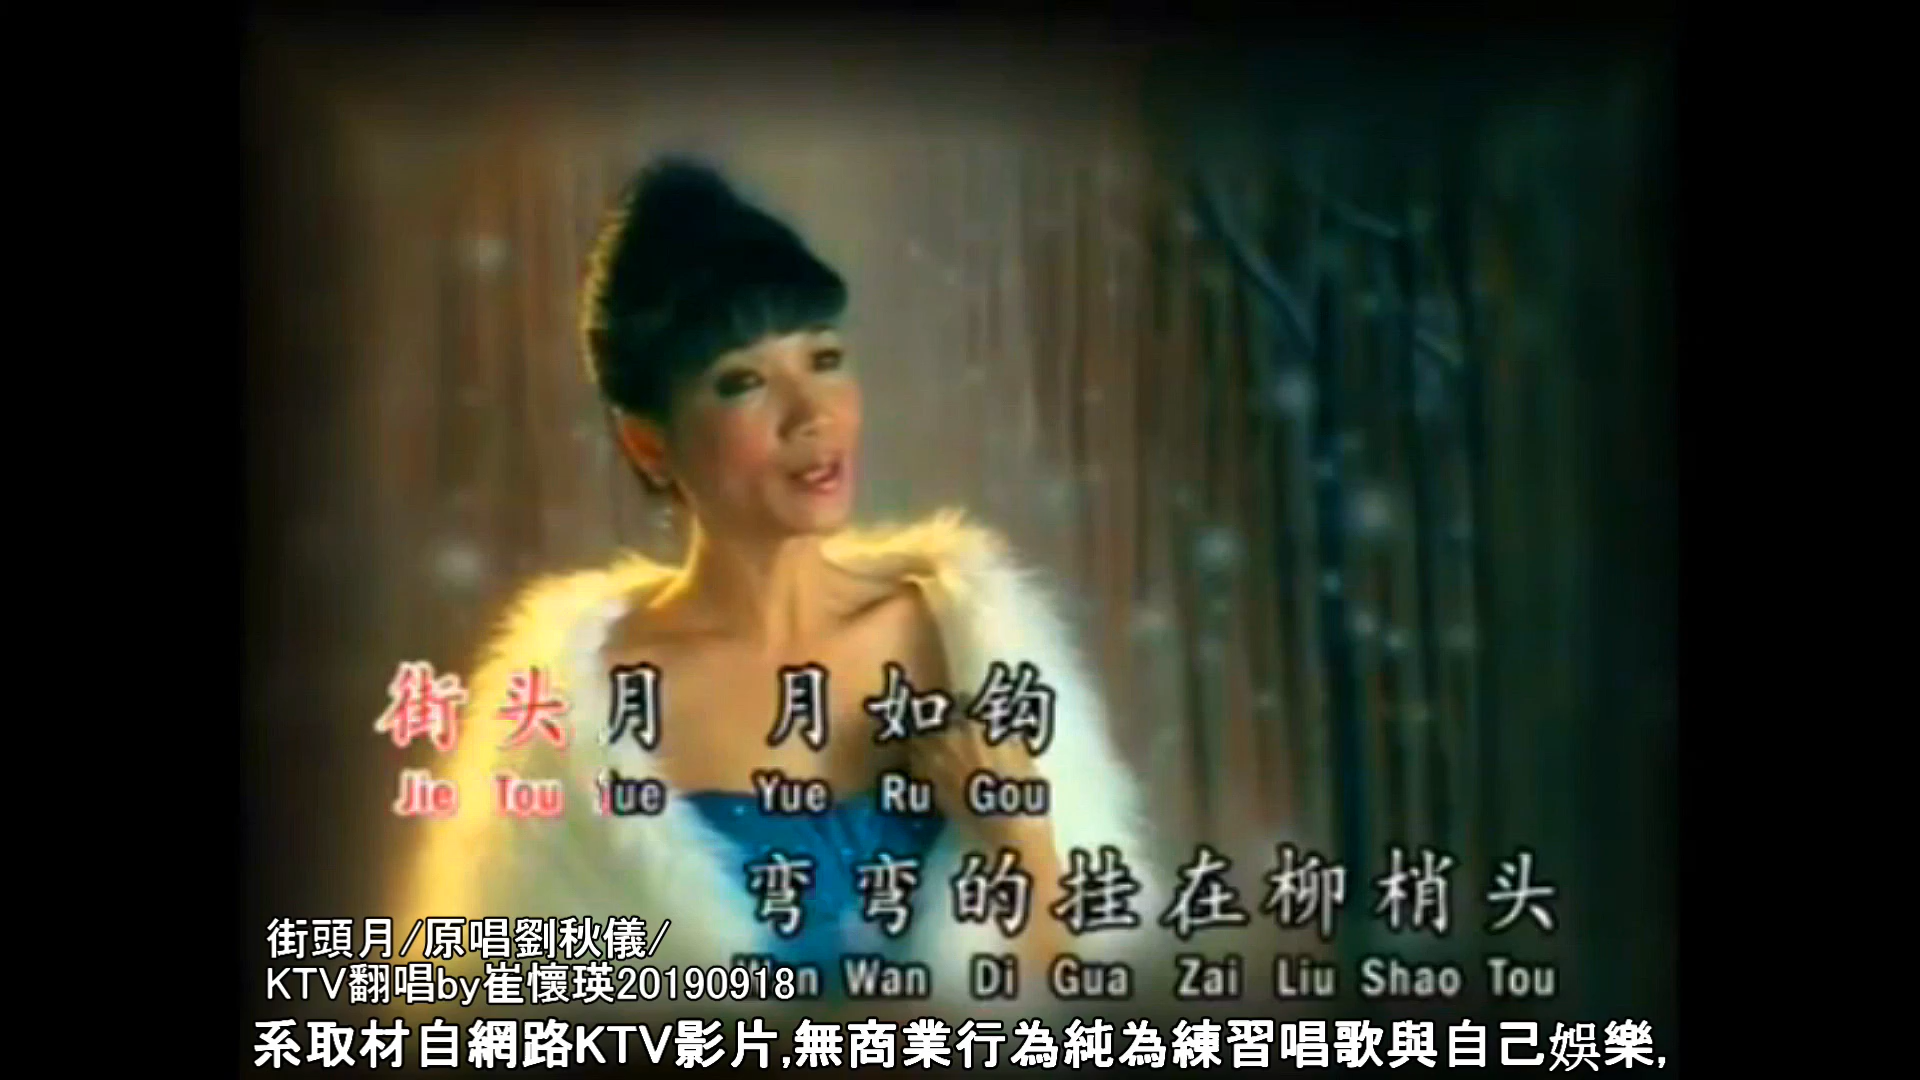 街头月 月如钩
Jie Tou Yue Yue Ru Gou
弯弯的挂在柳梢头
Wan Wan Di Gua Zai Liu Shao Tou
街頭月/原唱劉秋儀/
KTV翻唱by崔懷瑛20190918
系取材自網路KTV影片,無商業行為純為練習唱歌與自己娛樂,